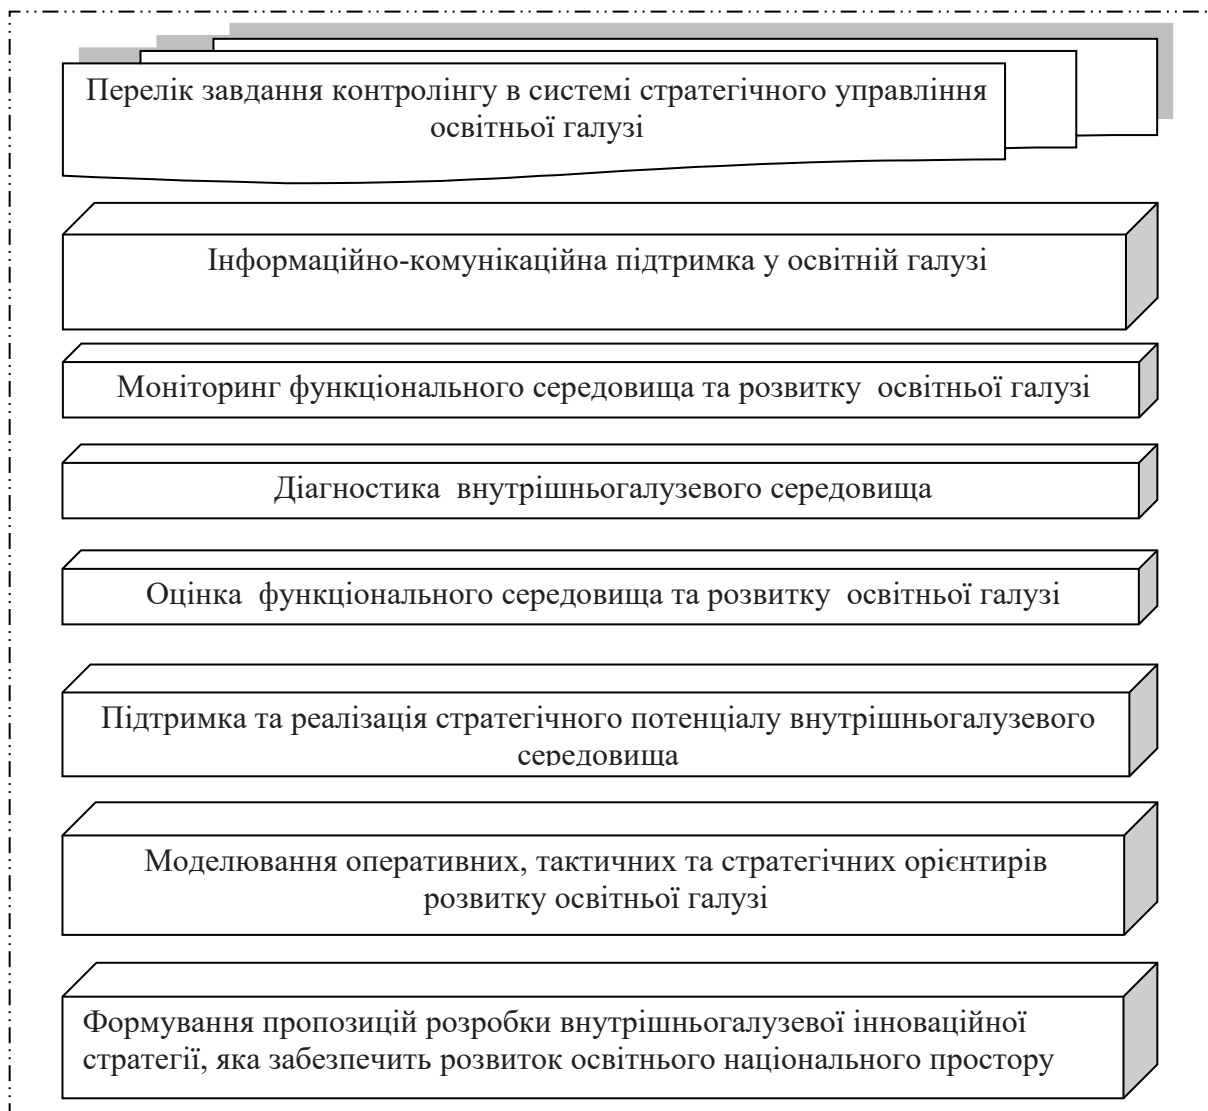 Перелік завдання контролінгу в системі стратегічного управління
освітньої галузі
Інформаційно-комунікаційна підтримка у освітній галузі
Моніторинг функціонального середовища та розвитку освітньої галузі
Діагностика внутрішньогалузевого середовища
Оцінка функціонального середовища та розвитку освітньої галузі
Підтримка та реалізація стратегічного потенціалу внутрішньогалузевого
середовища
Моделювання оперативних, тактичних та стратегічних орієнтирів
розвитку освітньої галузі
Формування пропозицій розробки внутрішньогалузевої інноваційної
стратегії, яка забезпечить розвиток освітнього національного простору